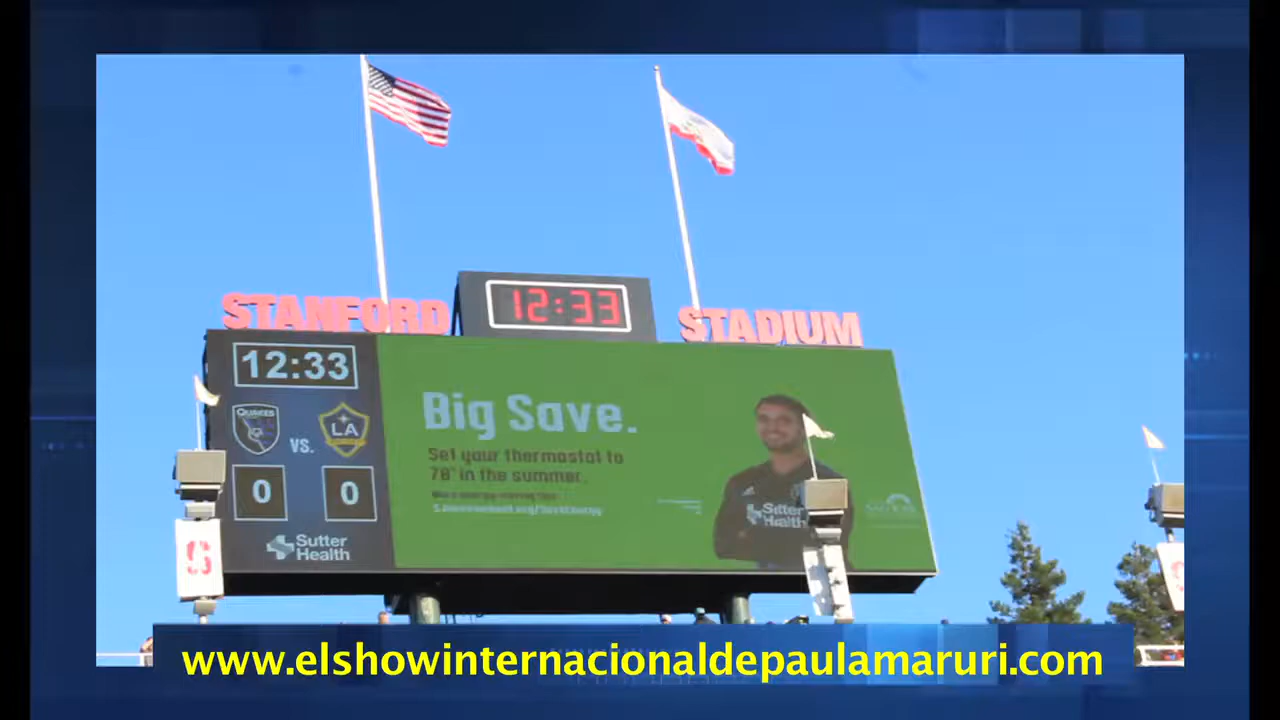 12:33
STANFORD STADIUM
12:33
QUAKES
VS.
LA
0 0
Sutter
Health
Big Save.
Set your thermostat to
78° in the summer.
Sutter
Health
S
www.elshowinternacionaldepaulamaruri.com